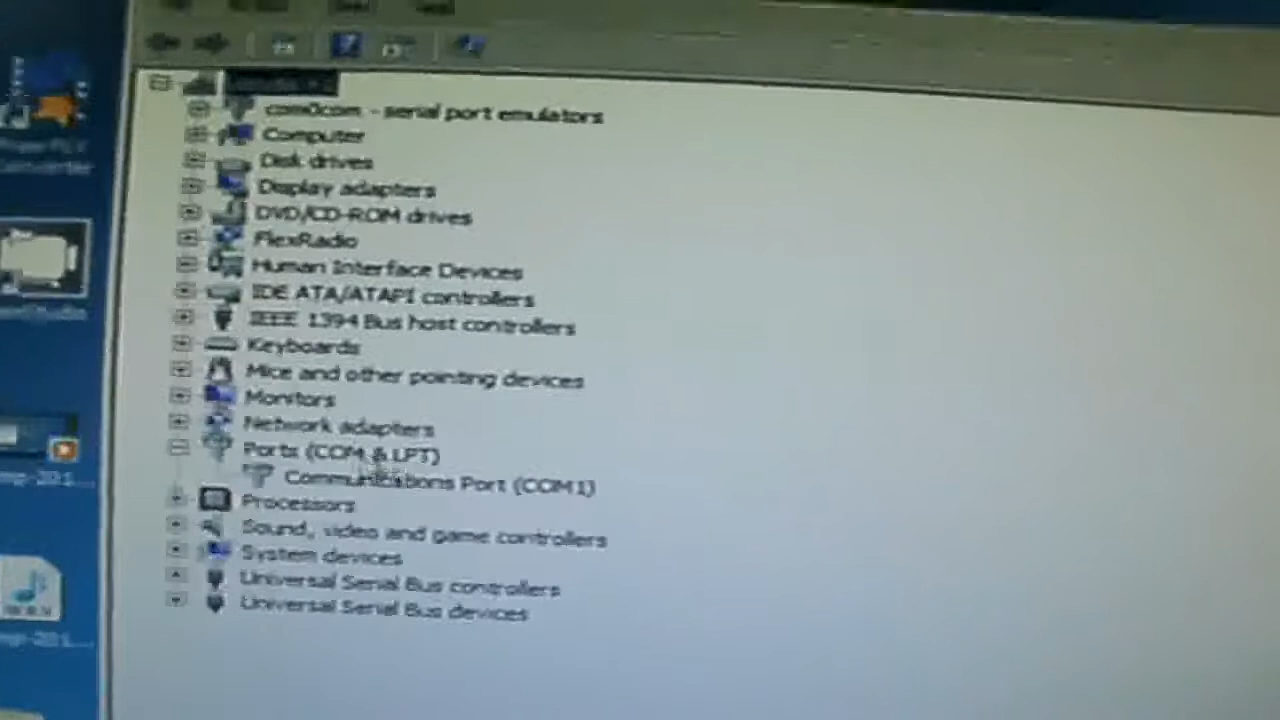 com0com - serial port emulators
Computer
Disk drives
Display adapters
DVD/CD-ROM drives
FlexRadio
Human Interface Devices
IDE ATA/ATAPI controllers
IEEE 1394 Bus host controllers
Keyboards
Mice and other pointing devices
Monitors
Network adapters
Ports (COM & LPT)
Communications Port (COM1)
Processors
Sound, video and game controllers
System devices
Universal Serial Bus controllers
Universal Serial Bus devices